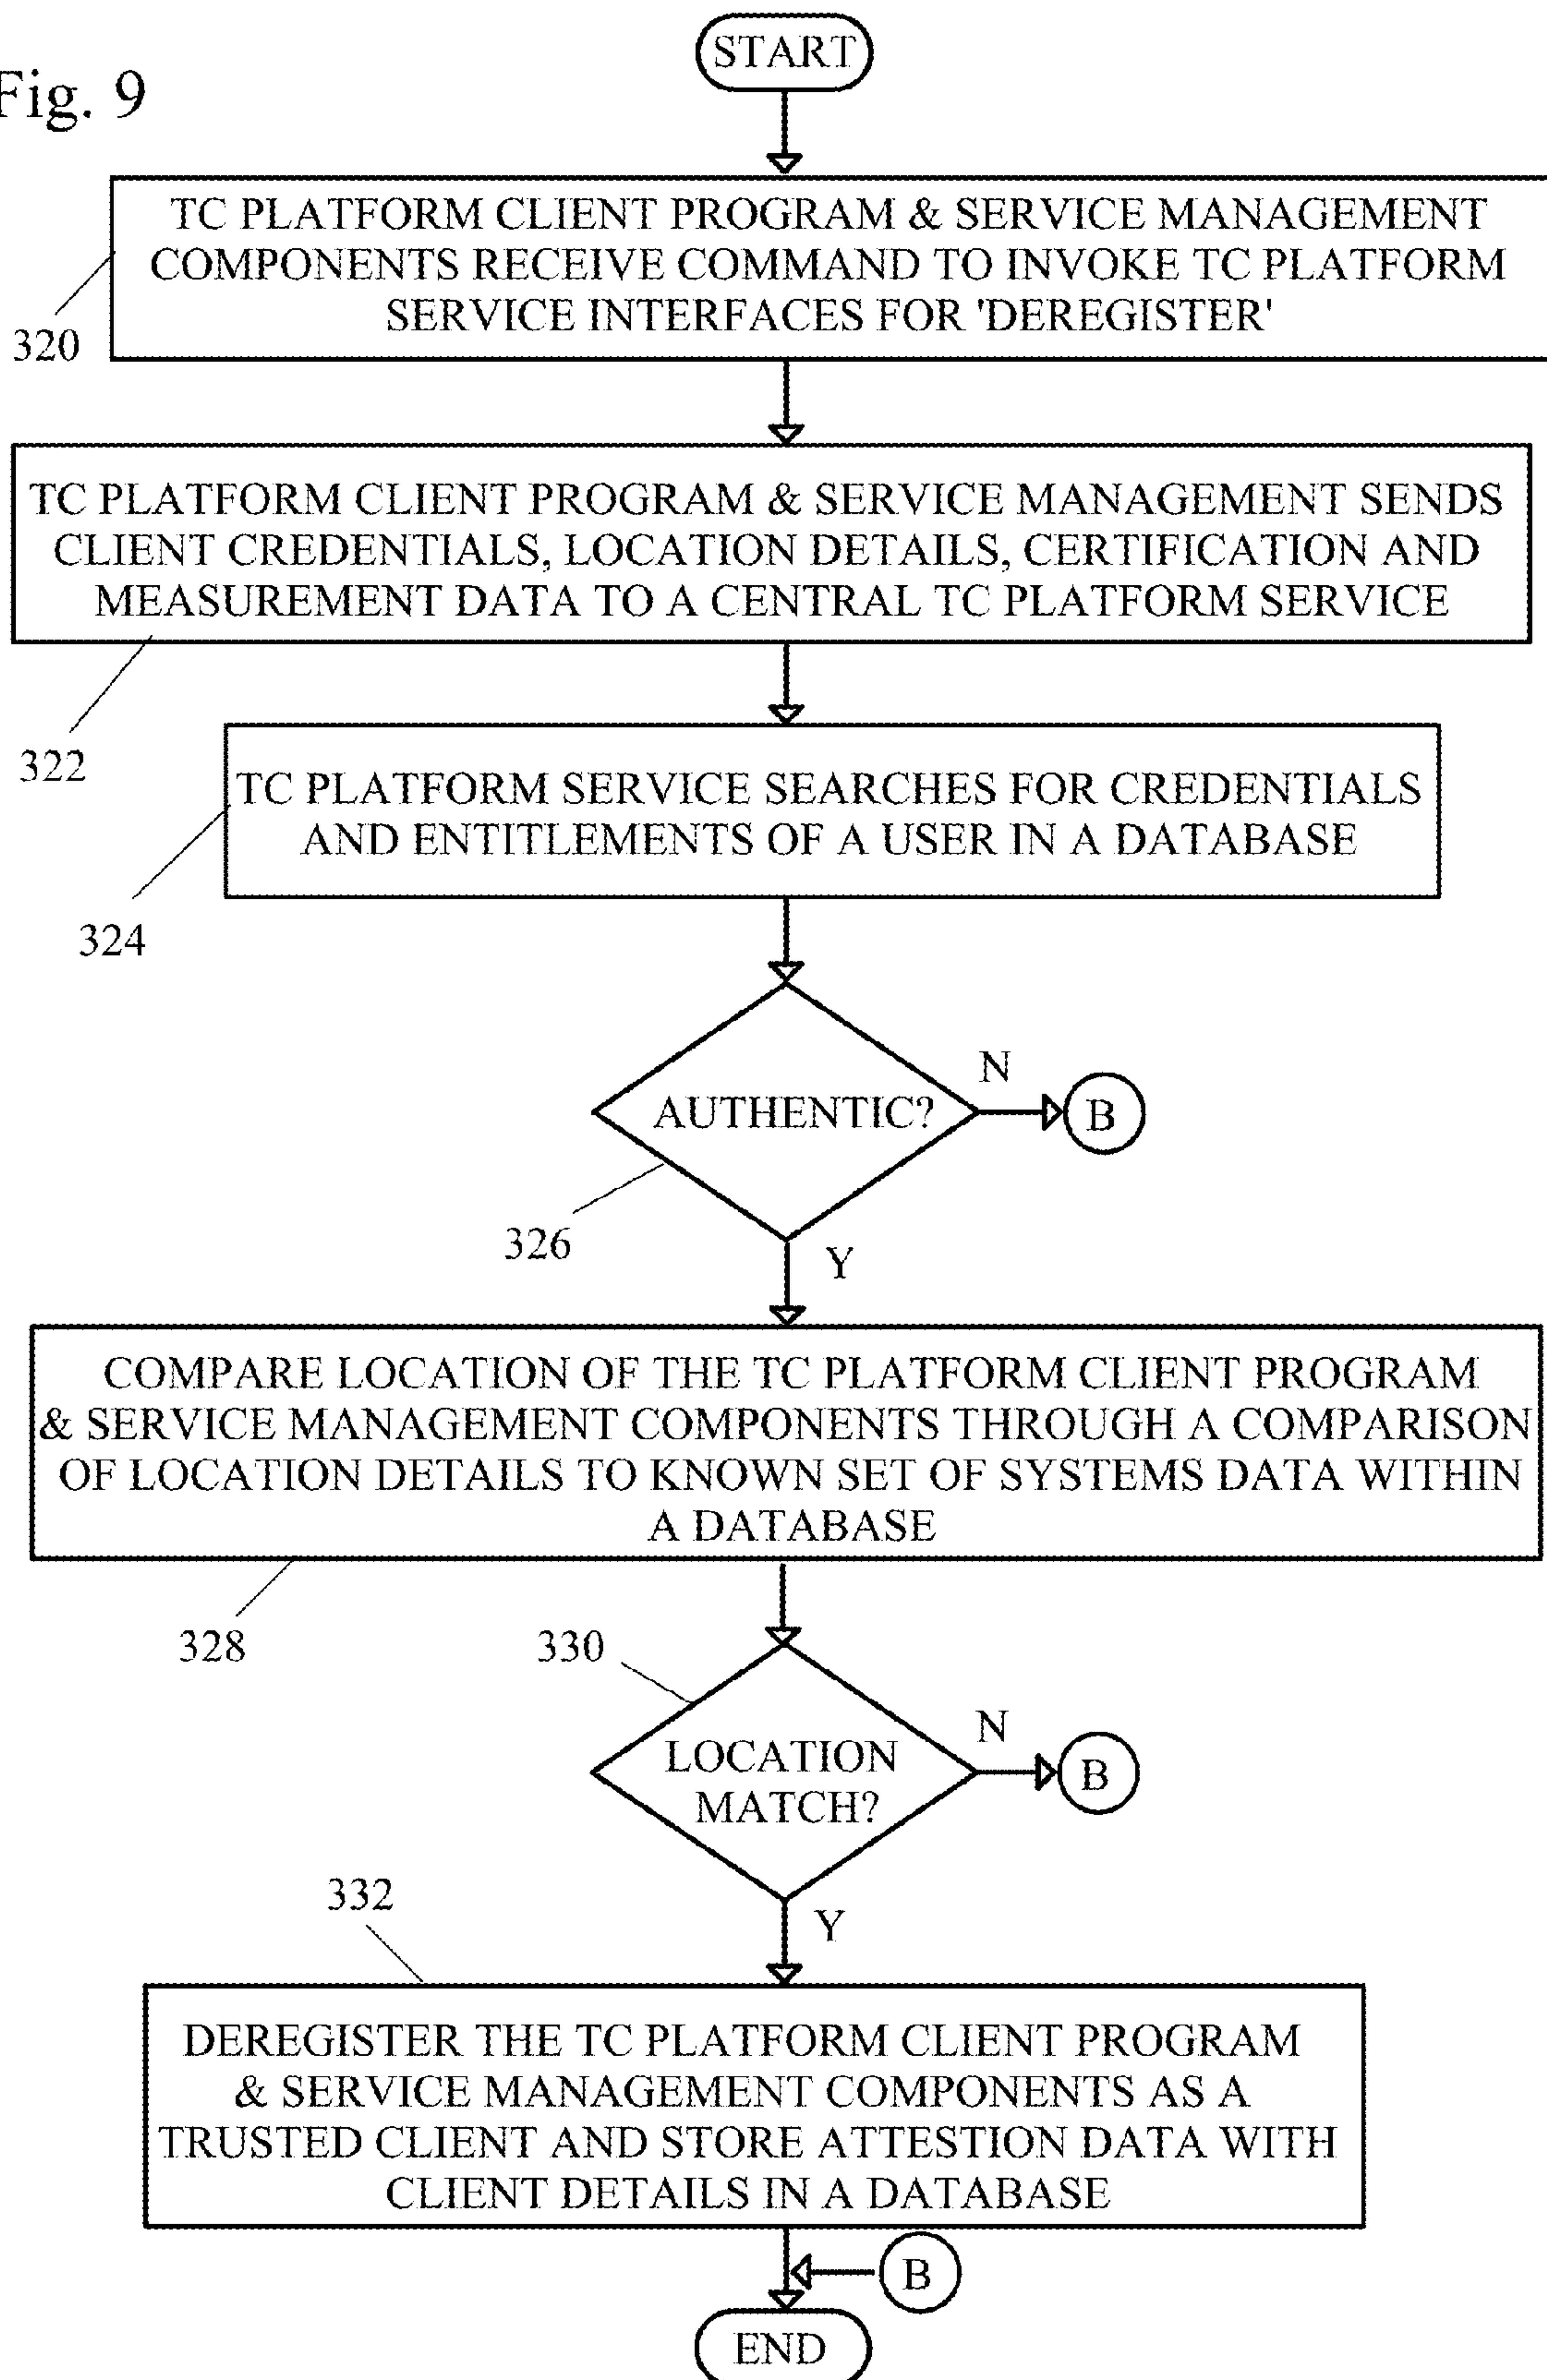 START
Fig. 9
TC PLATFORM CLIENT PROGRAM & SERVICE MANAGEMENT
COMPONENTS RECEIVE COMMAND TO INVOKE TC PLATFORM
SERVICE INTERFACES FOR 'DEREGISTER'
320
TC PLATFORM CLIENT PROGRAM & SERVICE MANAGEMENT SENDS
CLIENT CREDENTIALS, LOCATION DETAILS, CERTIFICATION AND
MEASUREMENT DATA TO A CENTRAL TC PLATFORM SERVICE
322
TC PLATFORM SERVICE SEARCHES FOR CREDENTIALS
AND ENTITLEMENTS OF A USER IN A DATABASE
324
AUTHENTIC?
N
B
326
Y
COMPARE LOCATION OF THE TC PLATFORM CLIENT PROGRAM
& SERVICE MANAGEMENT COMPONENTS THROUGH A COMPARISON
OF LOCATION DETAILS TO KNOWN SET OF SYSTEMS DATA WITHIN
A DATABASE
328
330
LOCATION
MATCH?
N
B
332
Y
DEREGISTER THE TC PLATFORM CLIENT PROGRAM
& SERVICE MANAGEMENT COMPONENTS AS A
TRUSTED CLIENT AND STORE ATTESTION DATA WITH
CLIENT DETAILS IN A DATABASE
B
END